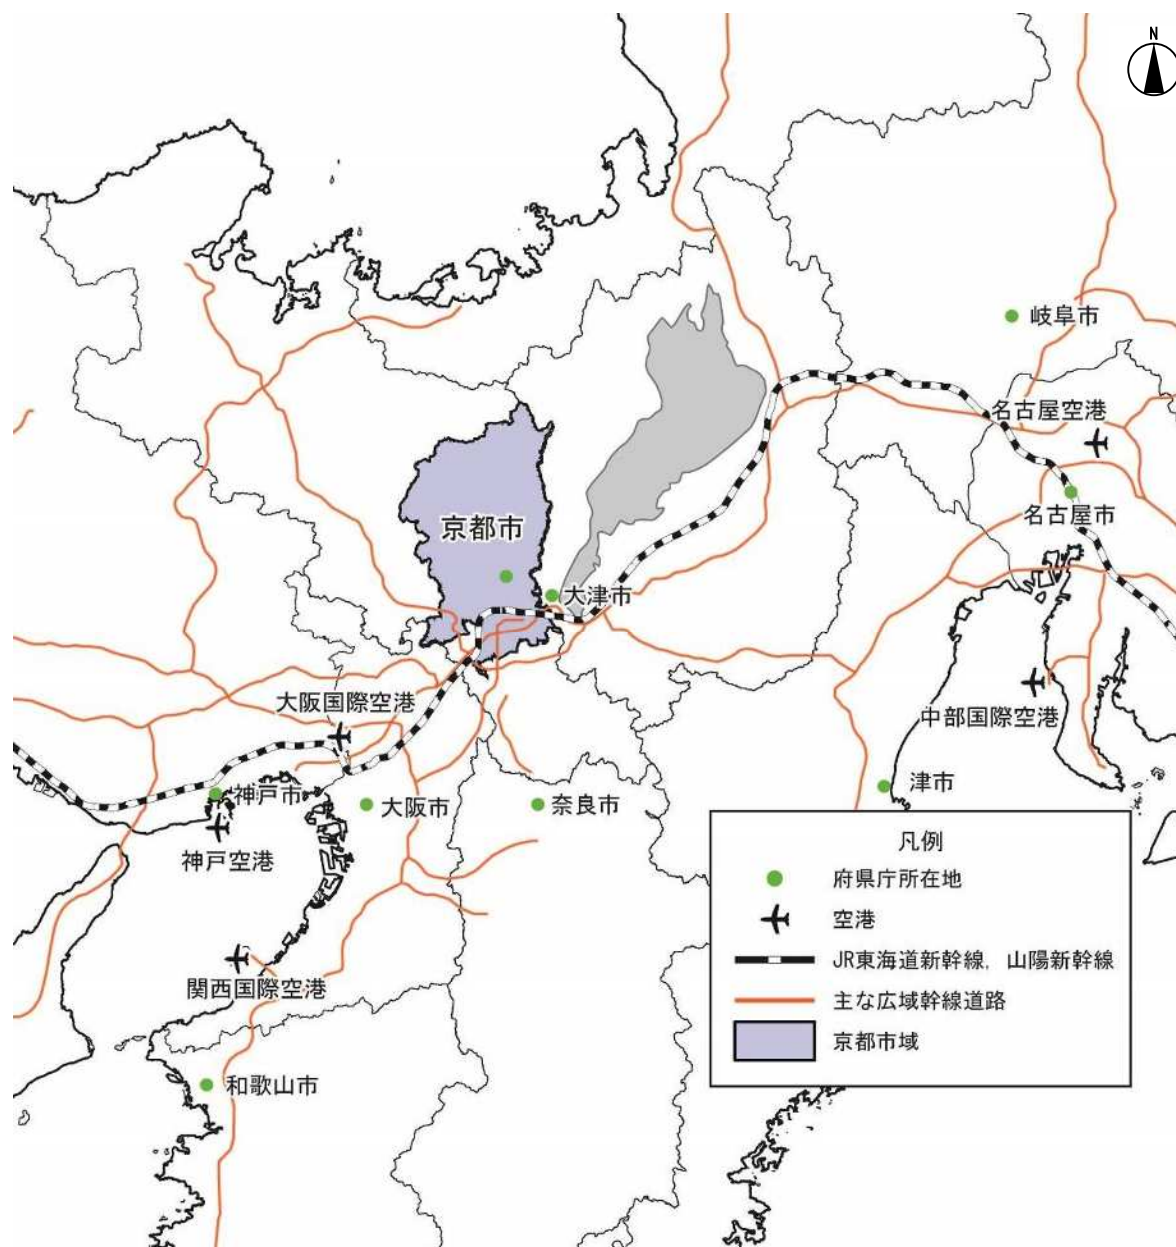 N
岐阜市
名古屋空港
名古屋市
京都市
大津市
大阪国際空港
中部国際空港
神戸市
大阪市
奈良市
津市
神戸空港
関西国際空港
和歌山市
凡例
府県庁所在地
空港
JR東海道新幹線，山陽新幹線
主な広域幹線道路
京都市域